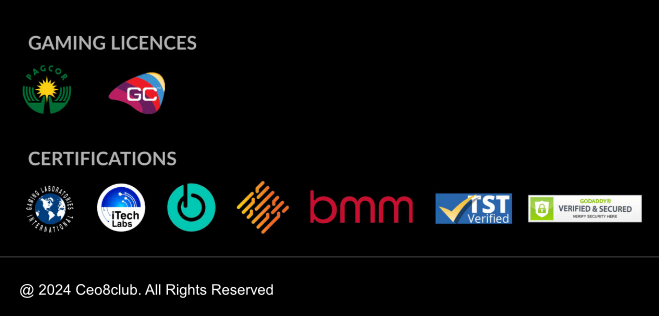 GAMING LICENCES
PAGCOR
GC
CERTIFICATIONS
GAMING LABORATORIES INTERNATIONAL
iTech Labs
bmm
TST Verified
GODADDY®
VERIFIED & SECURED
VERIFY SECURITY HERE
@ 2024 Ceo8club. All Rights Reserved